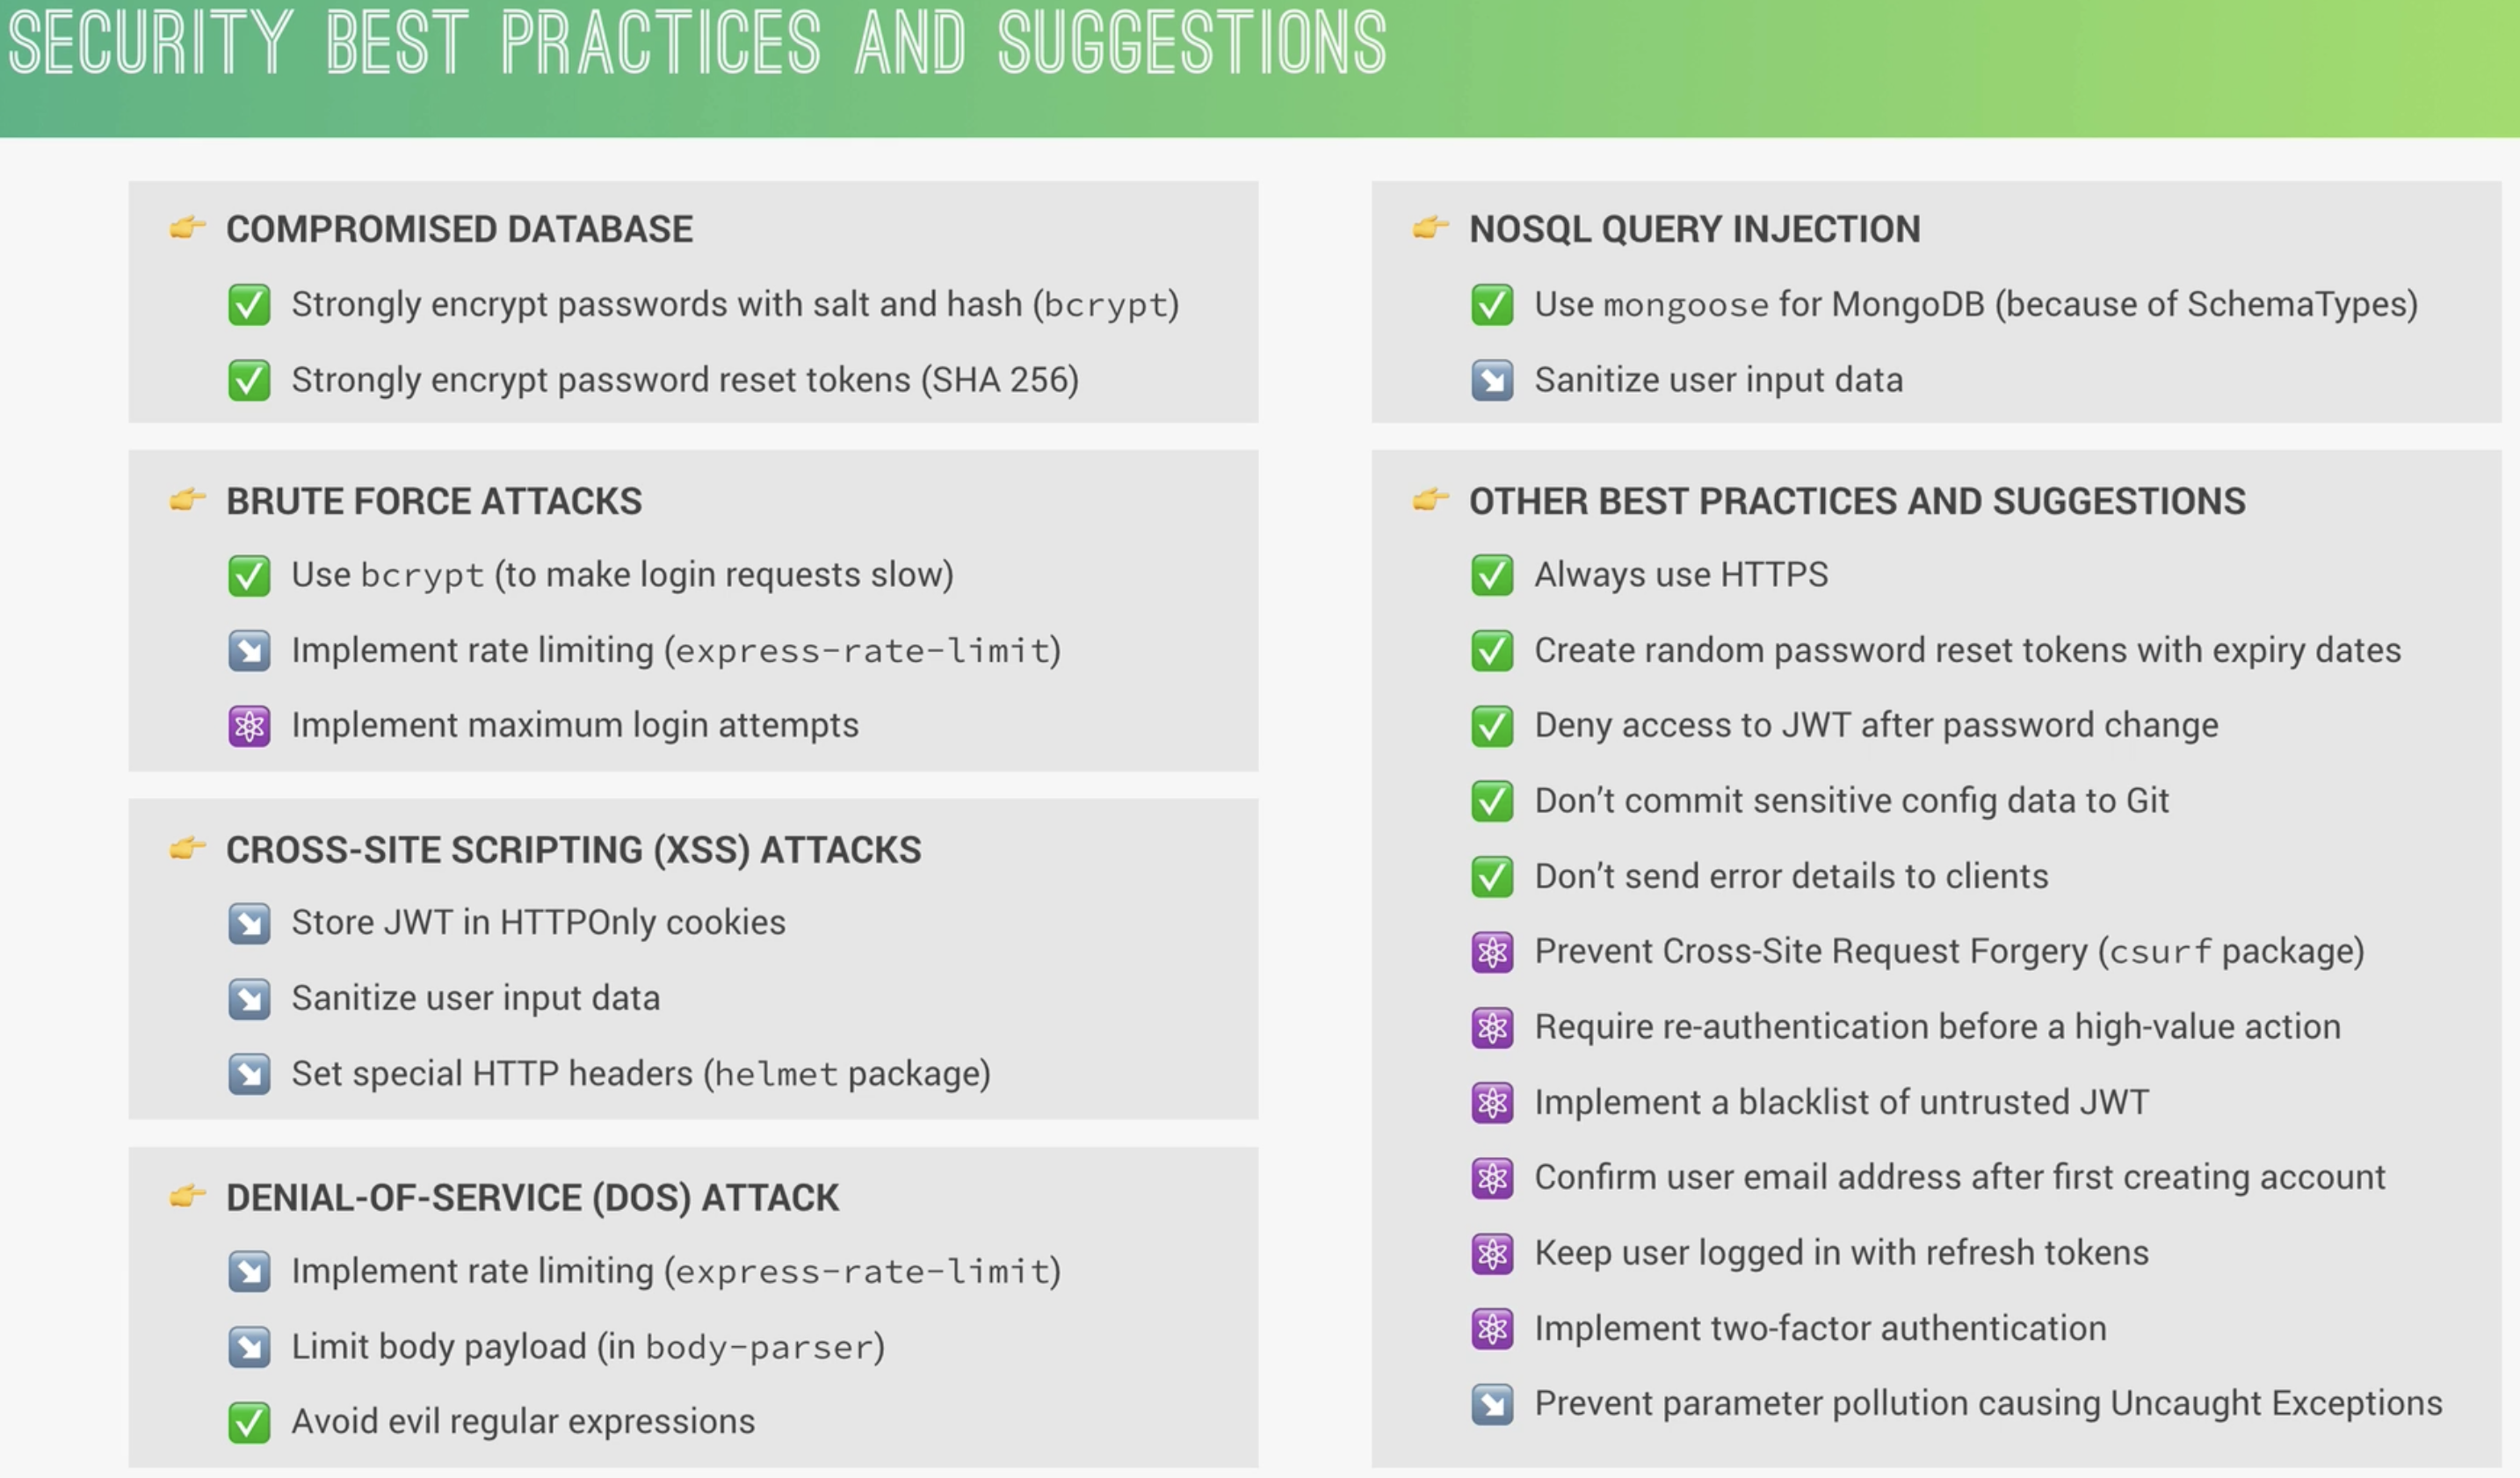 SECURITY BEST PRACTICES AND SUGGESTIONS
COMPROMISED DATABASE
Strongly encrypt passwords with salt and hash (bcrypt)
Strongly encrypt password reset tokens (SHA 256)
BRUTE FORCE ATTACKS
Use bcrypt (to make login requests slow)
Implement rate limiting (express-rate-limit)
Implement maximum login attempts
CROSS-SITE SCRIPTING (XSS) ATTACKS
Store JWT in HTTPOnly cookies
Sanitize user input data
Set special HTTP headers (helmet package)
DENIAL-OF-SERVICE (DOS) ATTACK
Implement rate limiting (express-rate-limit)
Limit body payload (in body-parser)
Avoid evil regular expressions
NOSQL QUERY INJECTION
Use mongoose for MongoDB (because of SchemaTypes)
Sanitize user input data
OTHER BEST PRACTICES AND SUGGESTIONS
Always use HTTPS
Create random password reset tokens with expiry dates
Deny access to JWT after password change
Don’t commit sensitive config data to Git
Don’t send error details to clients
Prevent Cross-Site Request Forgery (csurf package)
Require re-authentication before a high-value action
Implement a blacklist of untrusted JWT
Confirm user email address after first creating account
Keep user logged in with refresh tokens
Implement two-factor authentication
Prevent parameter pollution causing Uncaught Exceptions